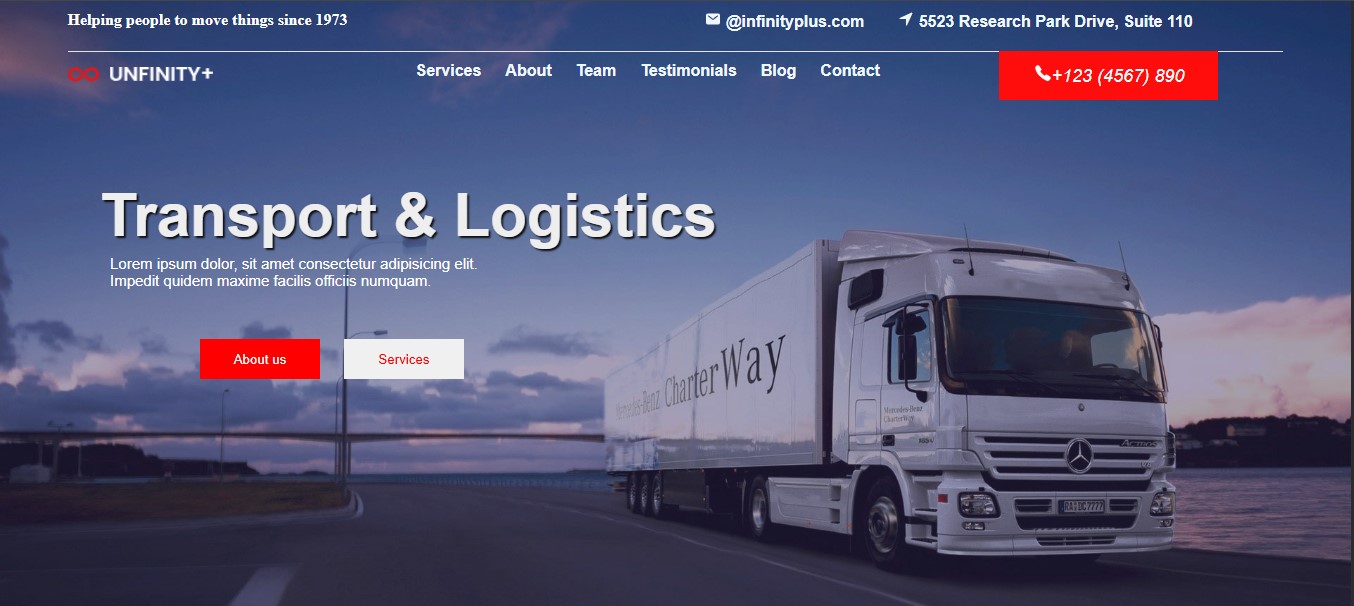 Helping people to move things since 1973
@infinityplus.com
5523 Research Park Drive, Suite 110
UNFINITY+
Services About Team Testimonials Blog Contact
+123 (4567) 890
Transport & Logistics
Lorem ipsum dolor, sit amet consectetur adipisicing elit.
Impedit quidem maxime facilis officiis numquam.
About us
Services
Mercedes-Benz CharterWay
Mercedes-Benz
CharterWay
Actros